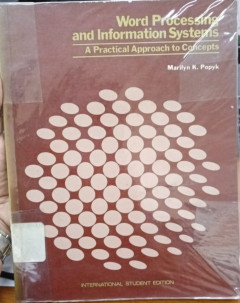 Word Processing
and Information Systems
A Practical Approach to Concepts
Marilyn K. Popyk
INTERNATIONAL STUDENT EDITION